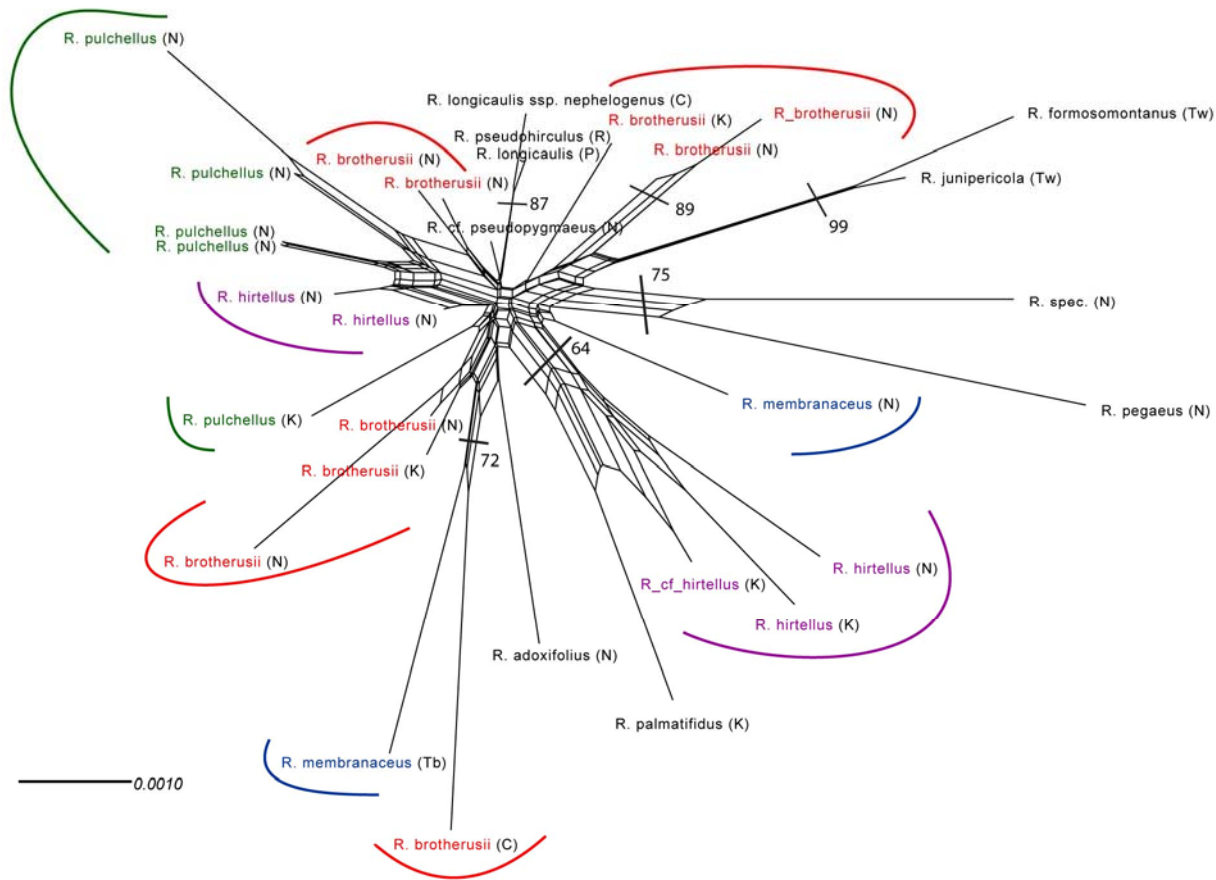 R. pulchellus (N)
R. longicaulis ssp. nephelogenus (C)
R. brotherusii (K)
R_brotherusii (N)
R. formosomontanus (Tw)
R. pseudohirculus (R)
R. longicaulis (P)
R. brotherusii (N)
R. brotherusii (N)
R. pulchellus (N)
R. brotherusii (N)
R. junipericola (Tw)
87
89
99
R. cf. pseudopygmaeus (N)
R. pulchellus (N)
R. pulchellus (N)
75
R. hirtellus (N)
R. spec. (N)
R. hirtellus (N)
64
R. membranaceus (N)
R. pegaeus (N)
R. pulchellus (K)
R. brotherusii (N)
72
R. brotherusii (K)
R. brotherusii (N)
R. hirtellus (N)
R_cf_hirtellus (K)
R. hirtellus (K)
R. adoxifolius (N)
R. palmatifidus (K)
R. membranaceus (Tb)
0.0010
R. brotherusii (C)